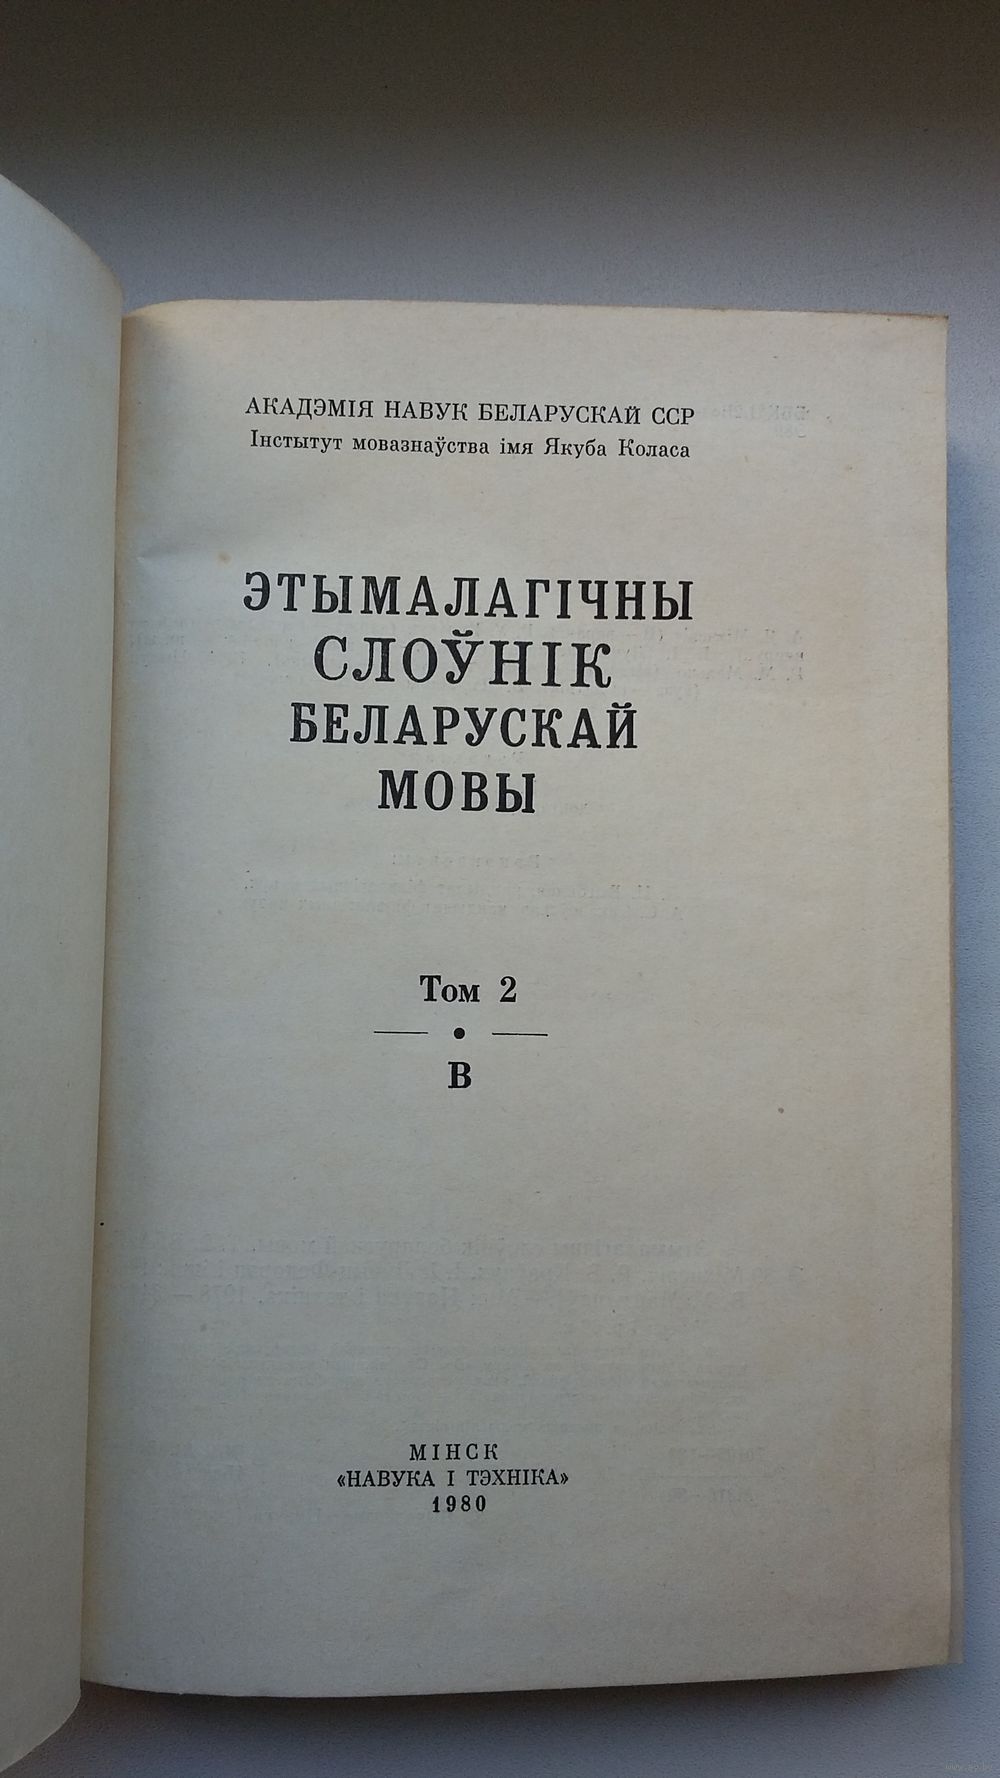 АКАДЭМІЯ НАВУК БЕЛАРУСКАЙ ССР
Інстытут мовазнаўства імя Якуба Коласа
ЭТЫМАЛАГІЧНЫ
СЛОЎНІК
БЕЛАРУСКАЙ
МОВЫ
Том 2
В
МІНСК
«НАВУКА І ТЭХНІКА»
1980